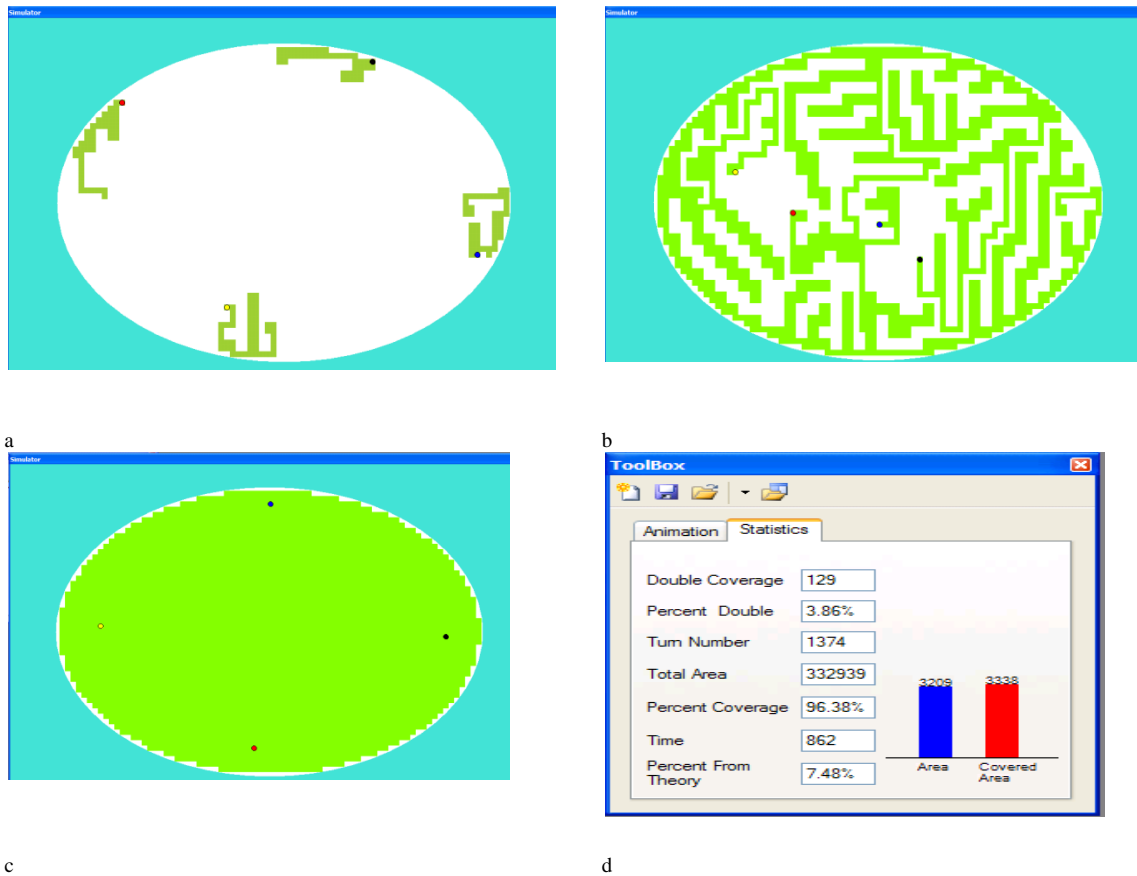 Simulator
Simulator
a
b
Simulator
ToolBox
Animation
Statistics
Double Coverage 129
Percent Double 3.86%
Turn Number 1374
Total Area 332939
Percent Coverage 96.38%
Time 862
Percent From
Theory
7.48%
3209 3338
Area Covered
Area
c
d